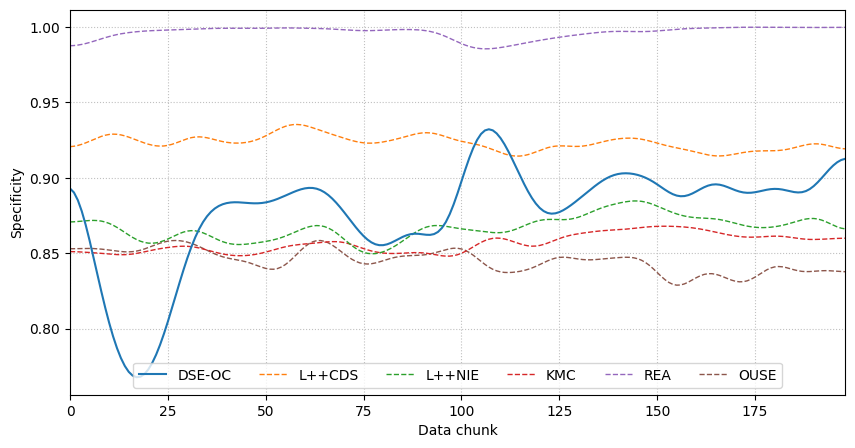 1.00
0.95
0.90
0.85
0.80
Specificity
DSE-OC L++CDS L++NIE KMC REA OUSE
0 25 50 75 100 125 150 175
Data chunk